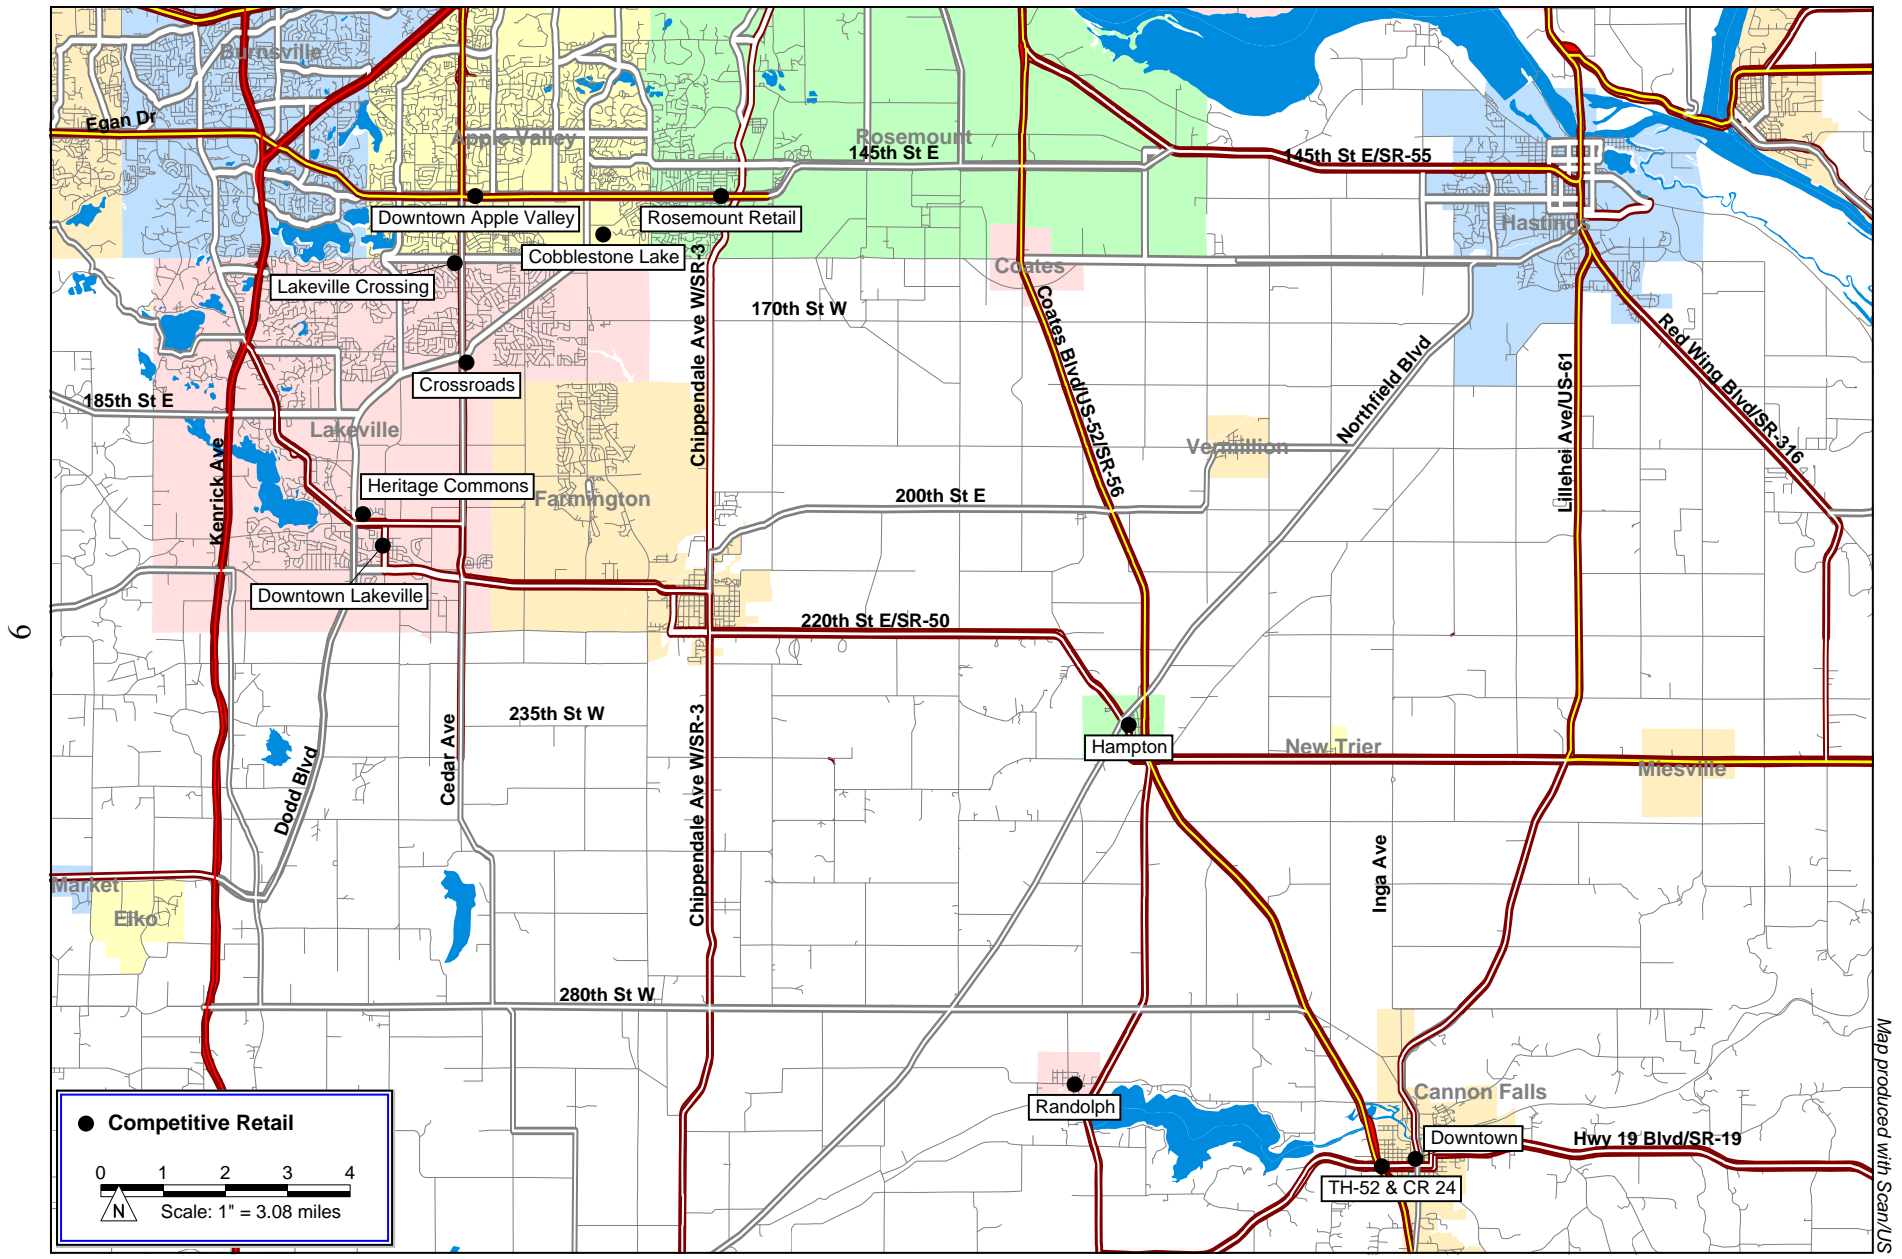 Burnsville
Egan Dr
Apple Valley
Rosemount
145th St E
145th St E/SR-55
Downtown Apple Valley
Rosemount Retail
Hastings
Cobblestone Lake
Coates
Lakeville Crossing
170th St W
Chippendale Ave W/SR-3
Coates Blvd/US-52/SR-56
Northfield Blvd
Lillehei Ave/US-61
Red Wing Blvd/SR-316
Crossroads
185th St E
Lakeville
Kenrick Ave
Vermillion
Heritage Commons
Farmington
200th St E
Downtown Lakeville
220th St E/SR-50
6
235th St W
Cedar Ave
Dodd Blvd
Chippendale Ave W/SR-3
Hampton
New Trier
Miesville
Inga Ave
Market
Elko
280th St W
Randolph
Cannon Falls
Downtown
Hwy 19 Blvd/SR-19
TH-52 & CR 24
Competitive Retail
0 1 2 3 4
N
Scale: 1" = 3.08 miles
Map produced with Scan/US